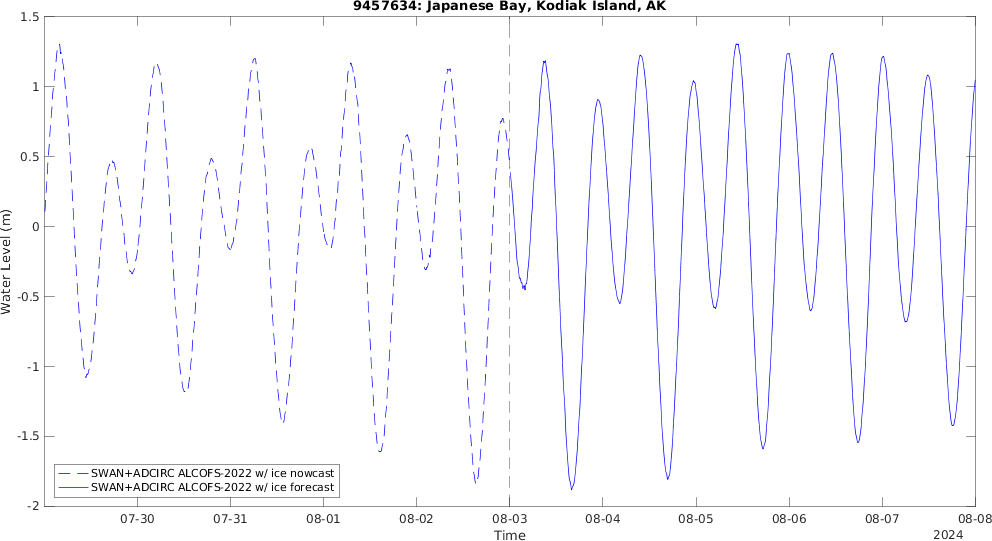 9457634: Japanese Bay, Kodiak Island, AK
1.5
1
0.5
0
-0.5
-1
-1.5
-2
Water Level (m)
SWAN+ADCIRC ALCOFS-2022 w/ ice nowcast
SWAN+ADCIRC ALCOFS-2022 w/ ice forecast
07-30 07-31 08-01 08-02 08-03 08-04 08-05 08-06 08-07 08-08
Time
2024